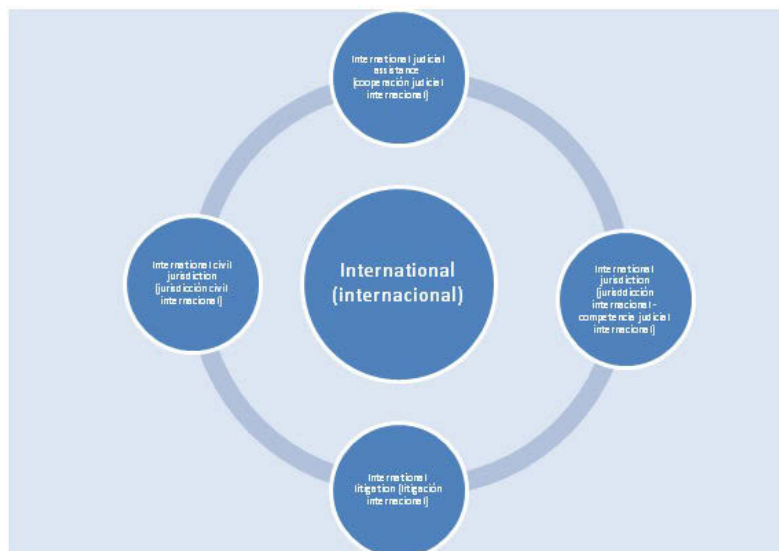 International judicial
assistance
(cooperación judicial
internacional)
International
(internacional)
International civil
jurisdiction
(jurisdicción civil
internacional)
International
jurisdiction
(jurisddicción
internacional -
competencia judicial
internacional)
International
litigation (litigación
internacional)